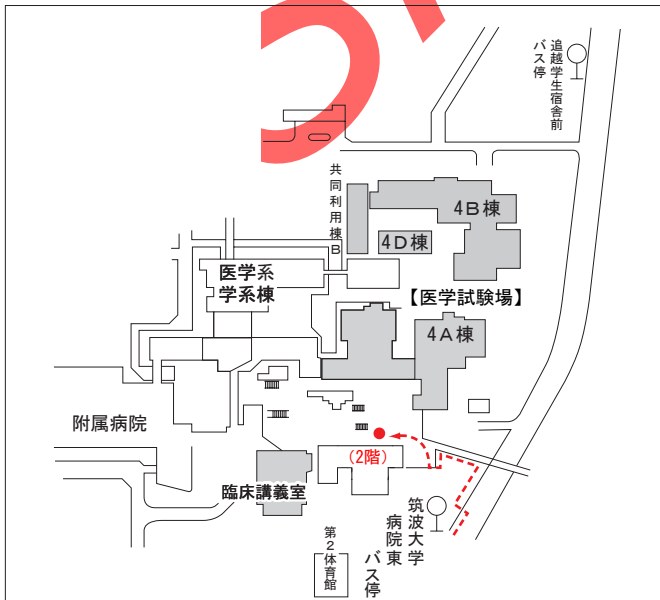 追越学生宿舎前
バス停
共同利用棟B
4B棟
4D棟
医学系
学系棟
【医学試験場】
4A棟
附属病院
(2階)
臨床講義室
筑波大学
病院東
バス停
第2体育館